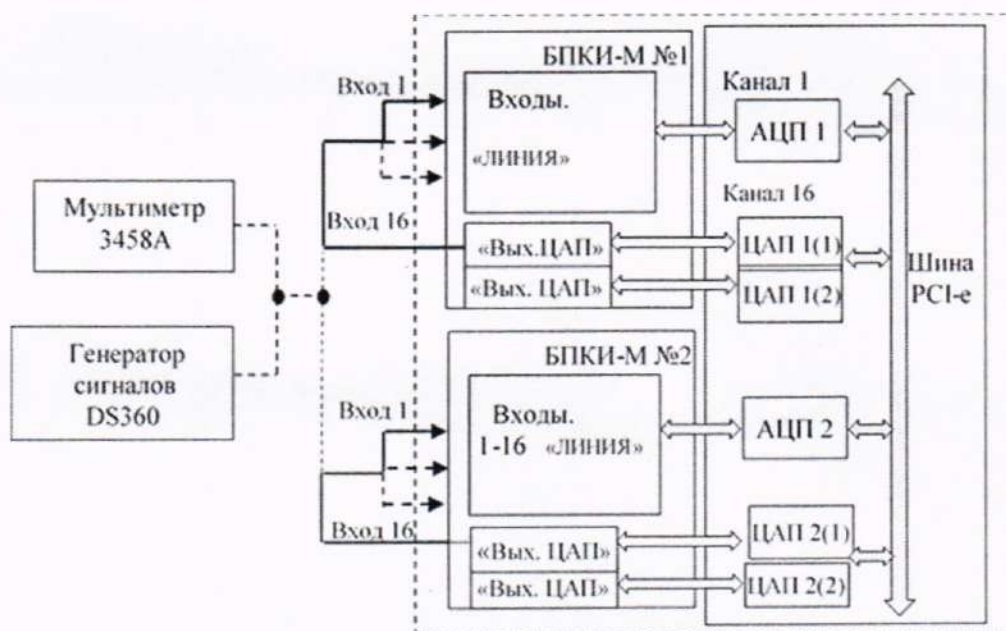 БПКИ-М №1
Вход 1
Входы.
«ЛИНИЯ»
Канал 1
АЦП 1
Мультиметр
3458А
Вход 16
Канал 16
«Вых.ЦАП»
«Вых. ЦАП»
ЦАП 1(1)
ЦАП 1(2)
Шина
PCI-e
Генератор
сигналов
DS360
БПКИ-М №2
Вход 1
Входы.
1-16 «ЛИНИЯ»
АЦП 2
Вход 16
«Вых. ЦАП»
«Вых. ЦАП»
ЦАП 2(1)
ЦАП 2(2)